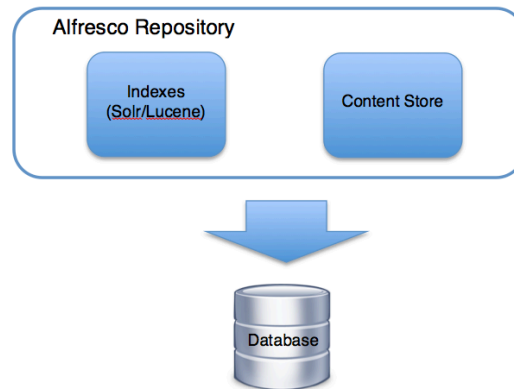 Alfresco Repository
Indexes
(Solr/Lucene)
Content Store
Database